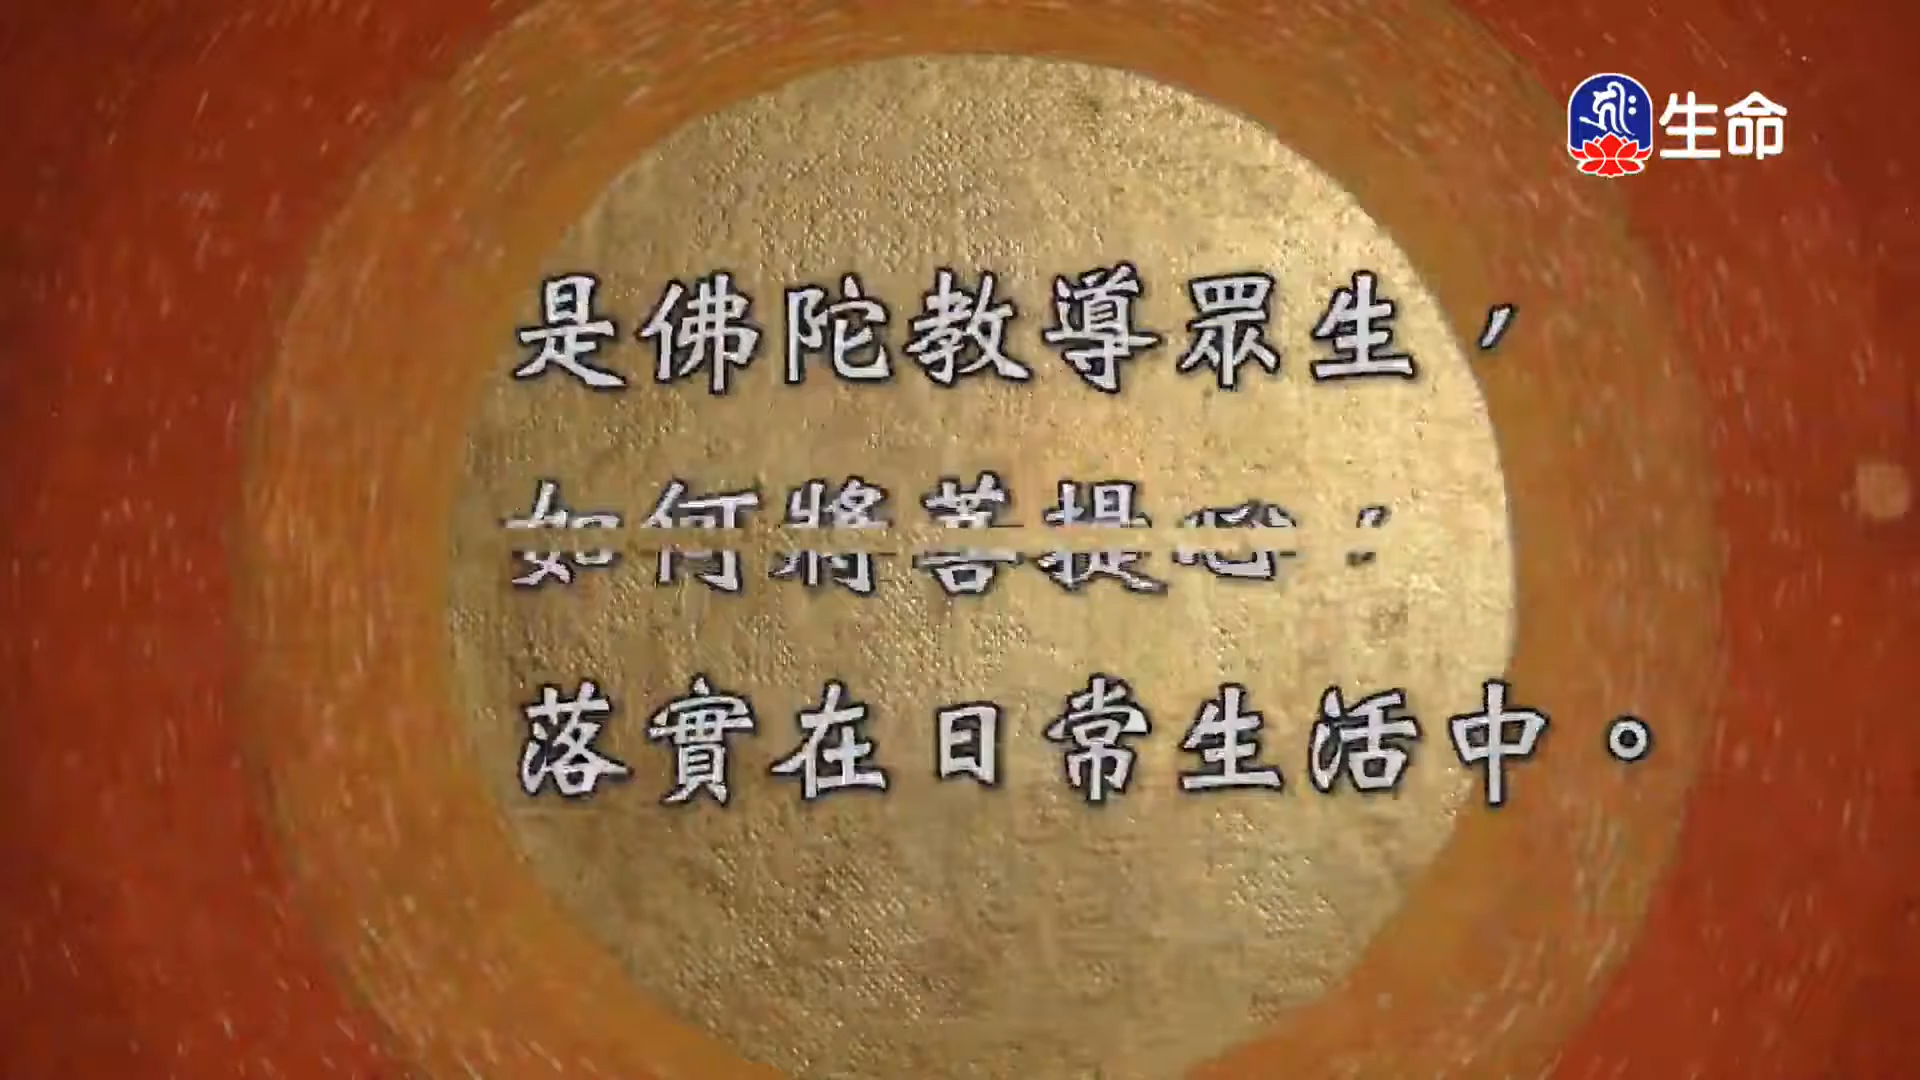 生命
是佛陀教導眾生，
如何將菩提心，
落實在日常生活中。